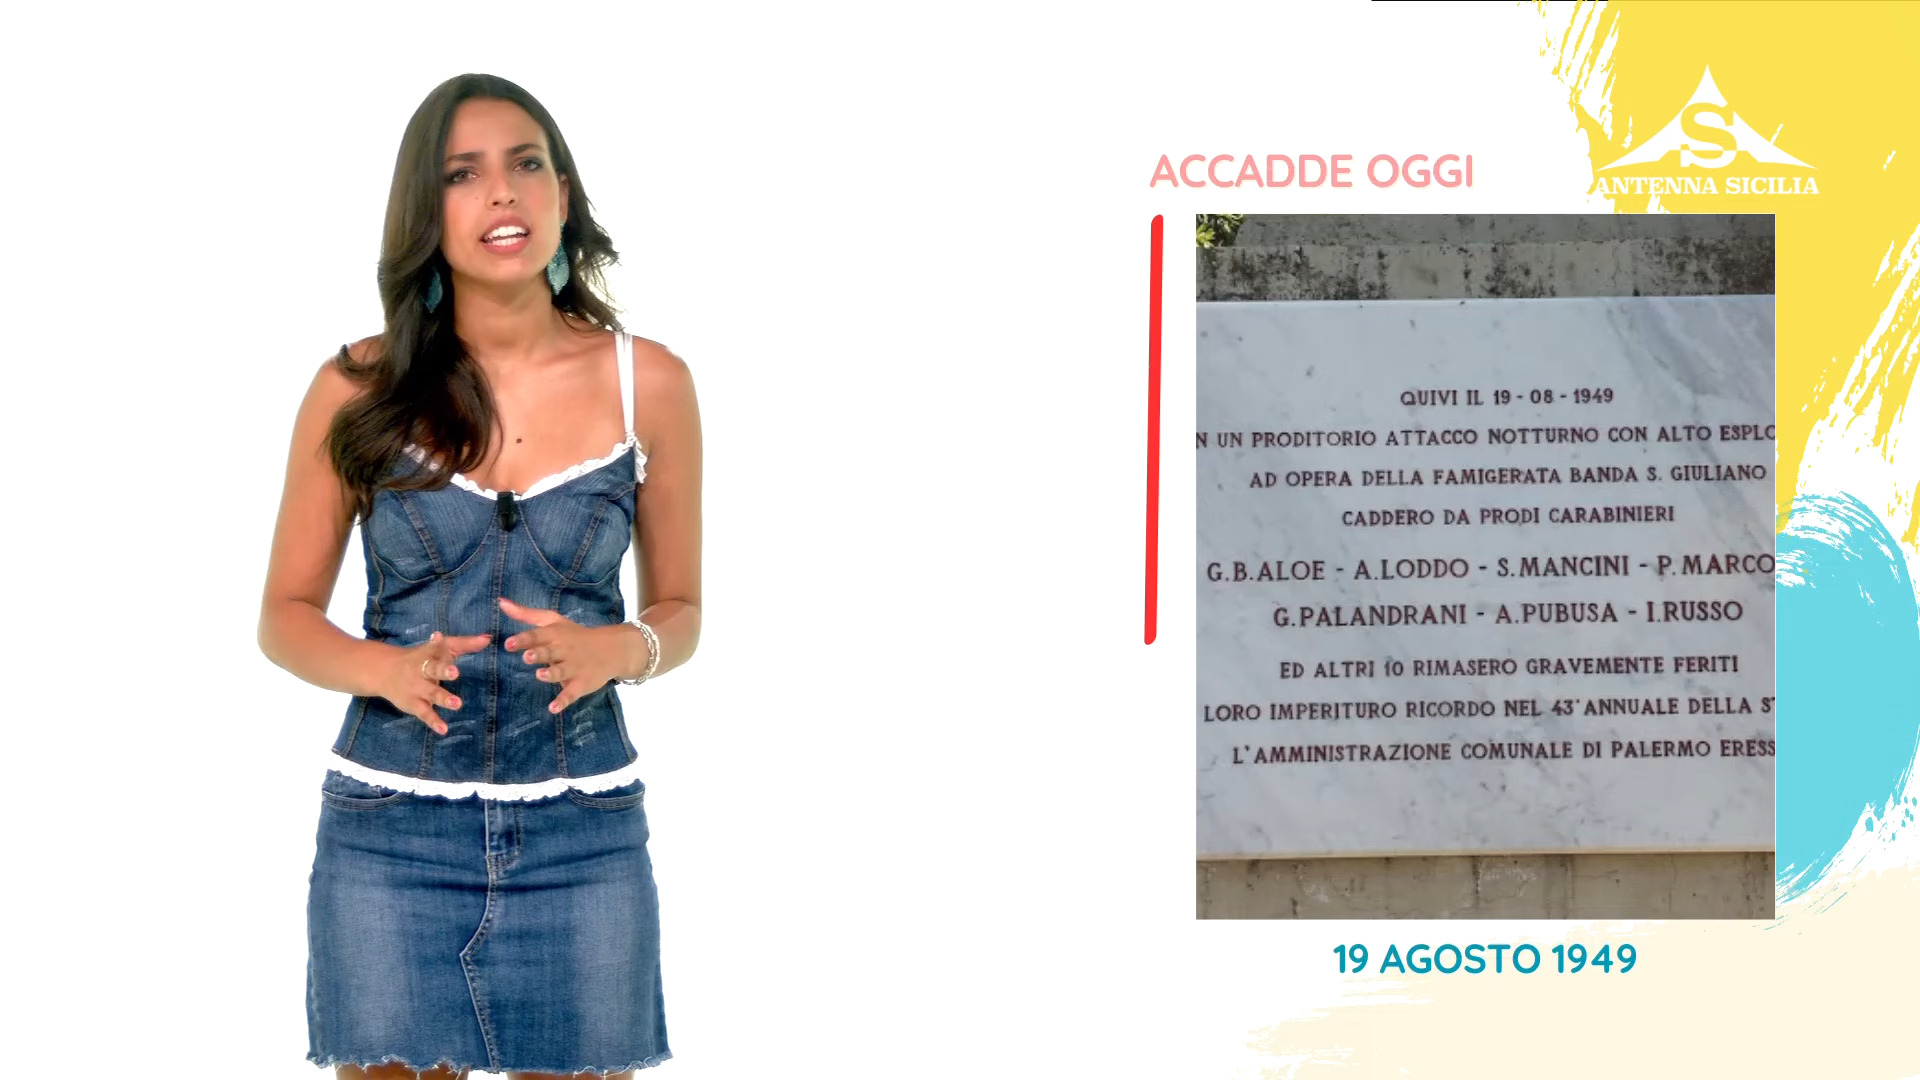 ACCADDE OGGI
S
ANTENNA SICILIA
QUIVI IL 19-08-1949
UN PRODITORIO ATTACCO NOTTURNO CON ALTO
AD OPERA DELLA FAMIGERATA BANDA S. GIULIANO
CADDERO DA PRODI CARABINIERI
G.B.ALOE - A.LODDO - S.MANCINI - P.MARCO
G.PALANDRANI - A.PUBUSA - I.RUSSO
ED ALTRI 10 RIMASERO GRAVEMENTE FERITI
LORO IMPERITURO RICORDO NEL 43° ANNUALE DELLA
L'AMMINISTRAZIONE COMUNALE DI PALERMO
19 AGOSTO 1949